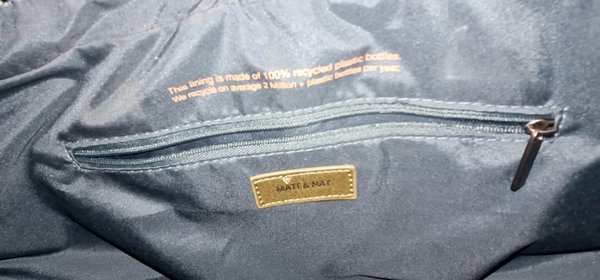 This lining is made of 100% recycled plastic bottles.
We recycle on average 2 Million + plastic bottles per year.
MATT & NAT